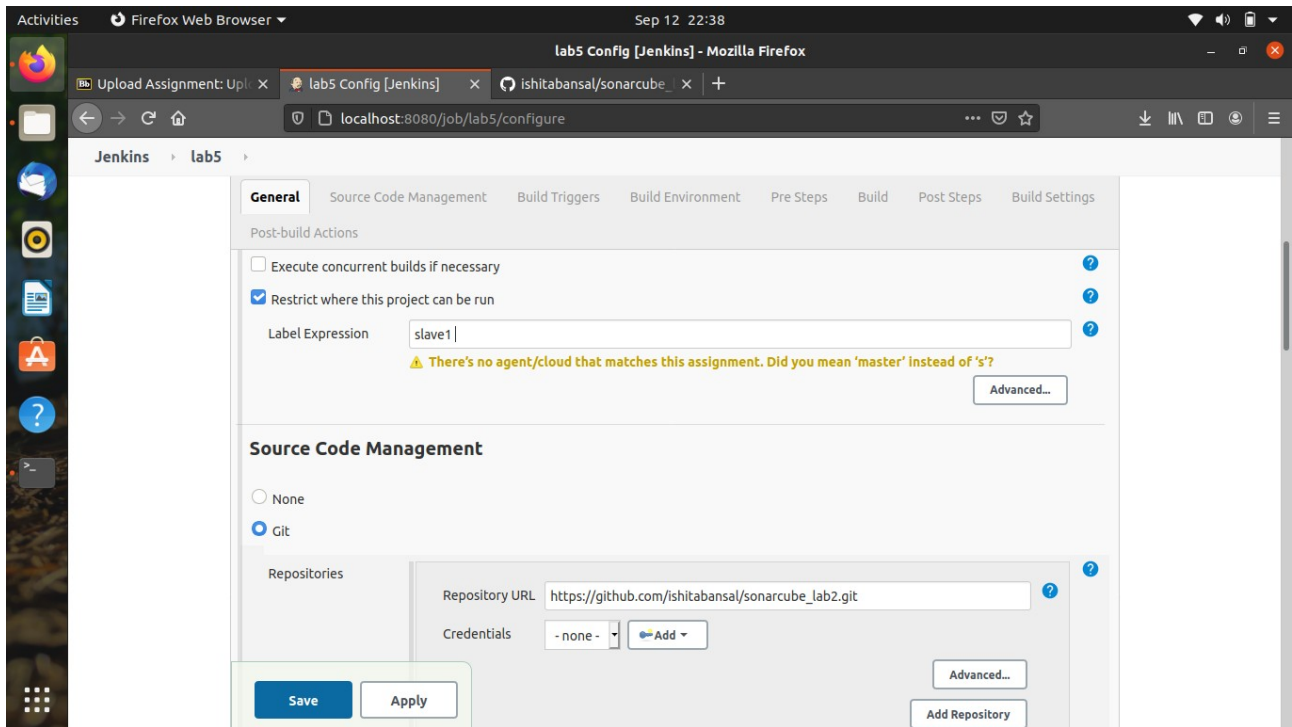 Activities Firefox Web Browser Sep 12 22:38
lab5 Config [Jenkins] - Mozilla Firefox
Bb Upload Assignment: Uplo lab5 Config [Jenkins] ishitabansal/sonarcube_l
localhost:8080/job/lab5/configure
Jenkins lab5
General Source Code Management Build Triggers Build Environment Pre Steps Build Post Steps Build Settings
Post-build Actions
Execute concurrent builds if necessary
Restrict where this project can be run
Label Expression slave1
There's no agent/cloud that matches this assignment. Did you mean ‘master’ instead of ‘s’?
Advanced...
Source Code Management
None
Git
Repositories
Repository URL https://github.com/ishitabansal/sonarcube_lab2.git
Credentials - none - Add
Advanced...
Save Apply
Add Repository